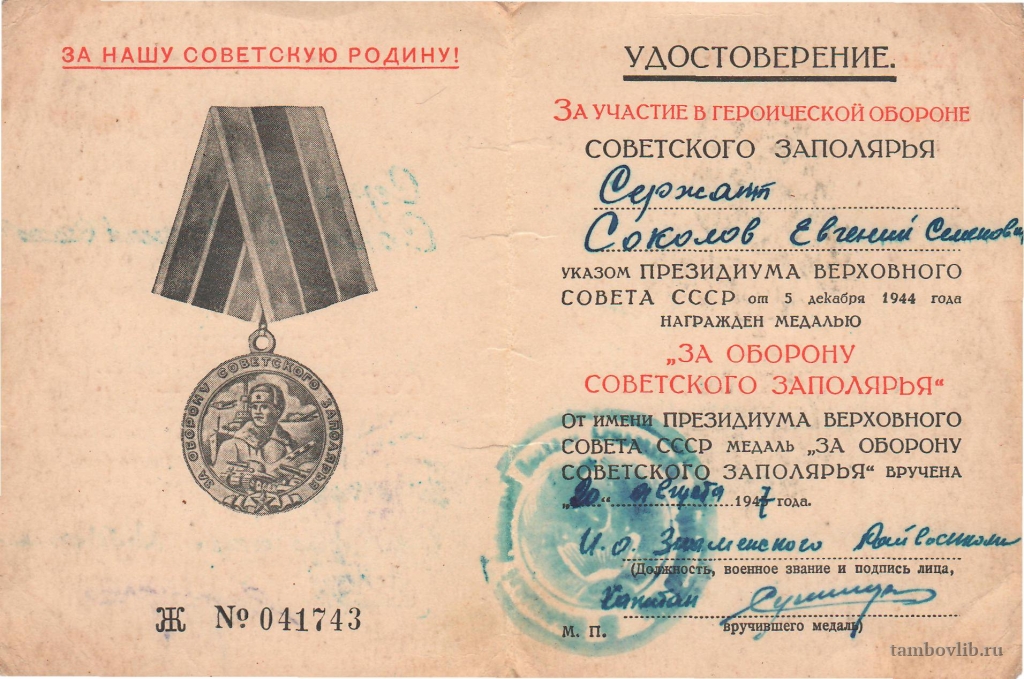 ЗА НАШУ СОВЕТСКУЮ РОДИНУ!
ЗА ОБОРОНУ СОВЕТСКОГО ЗАПОЛЯРЬЯ
Ж № 041743
УДОСТОВЕРЕНИЕ.
ЗА УЧАСТИЕ В ГЕРОИЧЕСКОЙ ОБОРОНЕ
СОВЕТСКОГО ЗАПОЛЯРЬЯ
Сержант
Соколов Евгений Семенович
УКАЗОМ ПРЕЗИДИУМА ВЕРХОВНОГО
СОВЕТА СССР от 5 декабря 1944 года
НАГРАЖДЕН МЕДАЛЬЮ
„ЗА ОБОРОНУ
СОВЕТСКОГО ЗАПОЛЯРЬЯ“
ОТ ИМЕНИ ПРЕЗИДИУМА ВЕРХОВНОГО
СОВЕТА СССР МЕДАЛЬ „ЗА ОБОРОНУ
СОВЕТСКОГО ЗАПОЛЯРЬЯ“ ВРУЧЕНА
„20“ августа 1947 года.
И.о. Знаменского Райвоенкома
(Должность, военное звание и подпись лица,
капитан
М. П. вручившего медаль)
tambovlib.ru